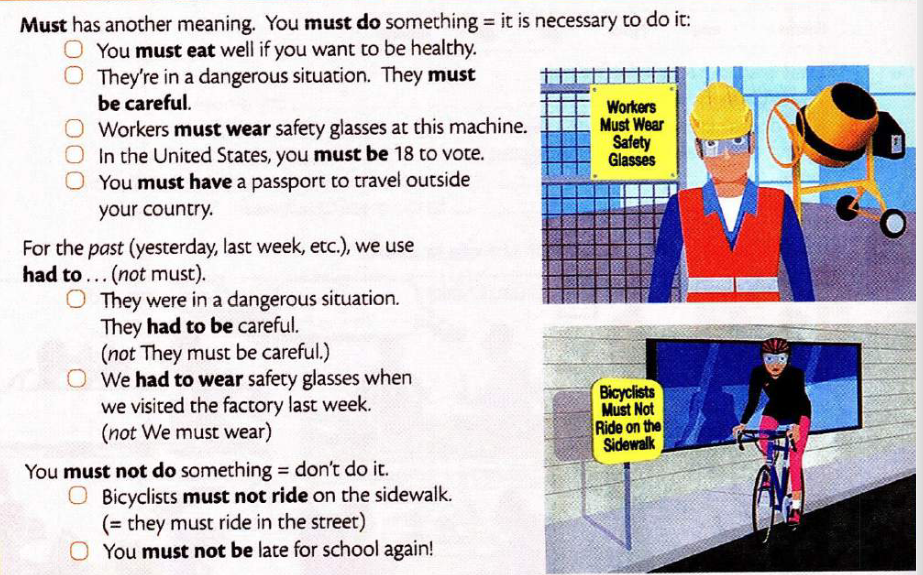 Must has another meaning. You must do something = it is necessary to do it:
You must eat well if you want to be healthy.
They're in a dangerous situation. They must
be careful.
Workers must wear safety glasses at this machine.
In the United States, you must be 18 to vote.
You must have a passport to travel outside
your country.
Workers
Must Wear
Safety
Glasses
For the past (yesterday, last week, etc.), we use
had to . . . (not must).
They were in a dangerous situation.
They had to be careful.
(not They must be careful.)
We had to wear safety glasses when
we visited the factory last week.
(not We must wear)
Bicyclists
Must Not
Ride on the
Sidewalk
You must not do something = don't do it.
Bicyclists must not ride on the sidewalk.
(= they must ride in the street)
You must not be late for school again!